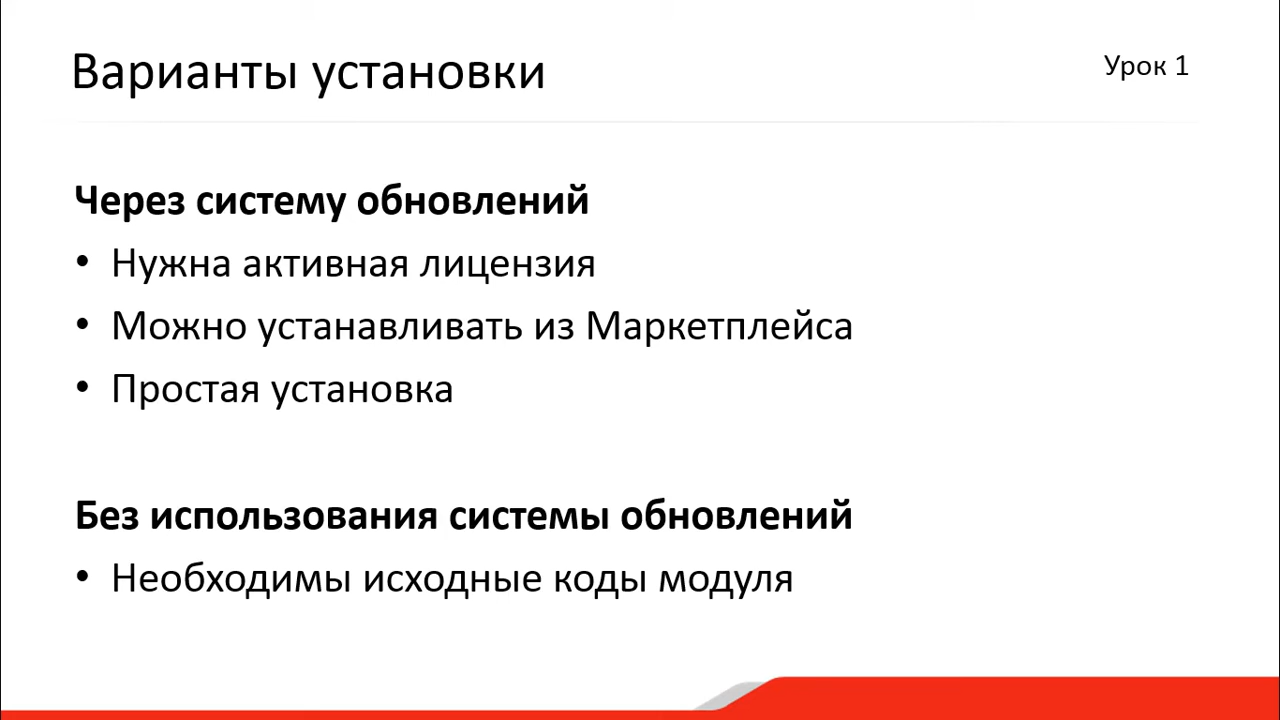 Варианты установки
Урок 1
Через систему обновлений
• Нужна активная лицензия
• Можно устанавливать из Маркетплейса
• Простая установка
Без использования системы обновлений
• Необходимы исходные коды модуля